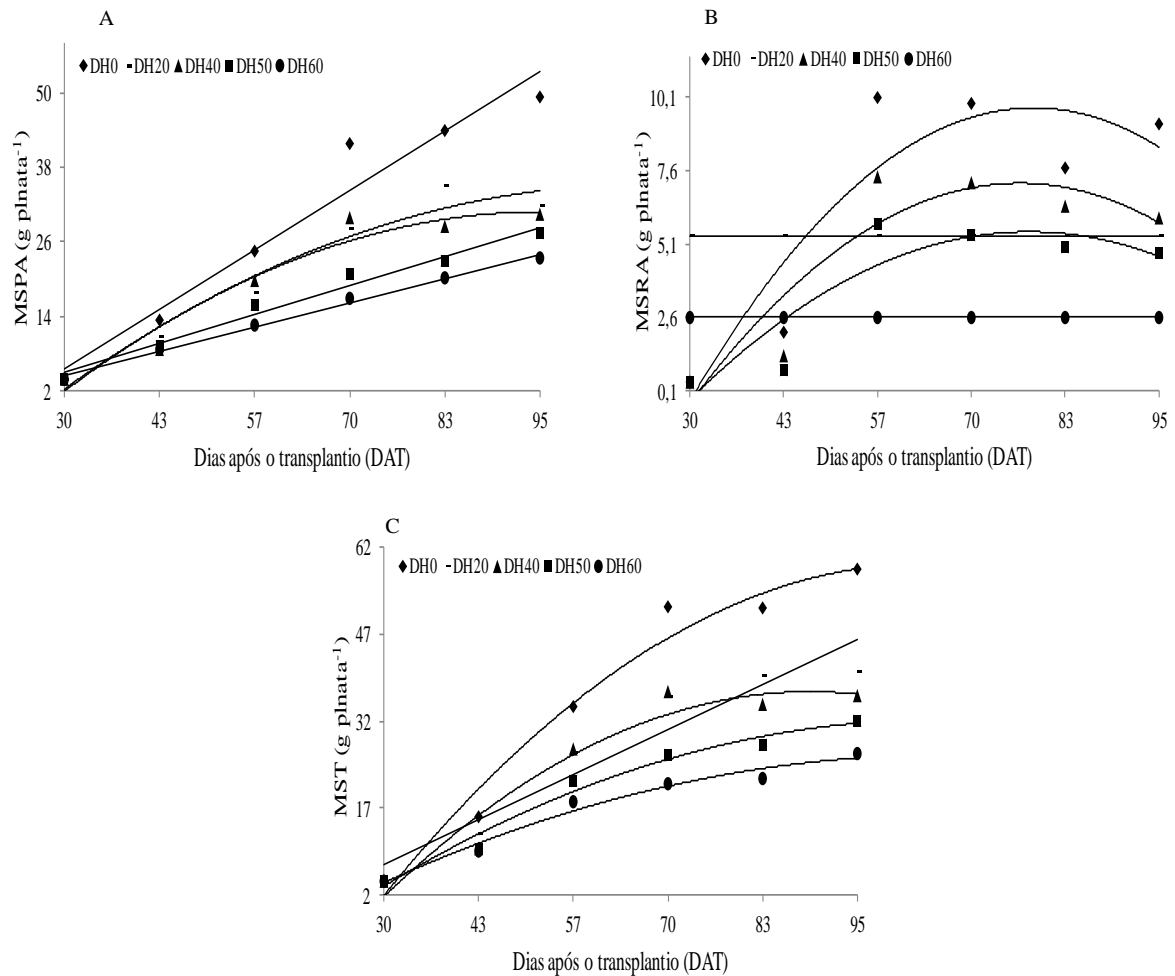 A
◆DH0 -DH20 ▲DH40 ■DH50 ●DH60
MSPA (g plnata⁻¹)
50
38
26
14
2
30 43 57 70 83 95
Dias após o transplantio (DAT)
B
◆DH0 -DH20 ▲DH40 ■DH50 ●DH60
MSRA (g plnata⁻¹)
10,1
7,6
5,1
2,6
0,1
30 43 57 70 83 95
Dias após o transplantio (DAT)
C
◆DH0 -DH20 ▲DH40 ■DH50 ●DH60
MST (g plnata⁻¹)
62
47
32
17
2
30 43 57 70 83 95
Dias após o transplantio (DAT)